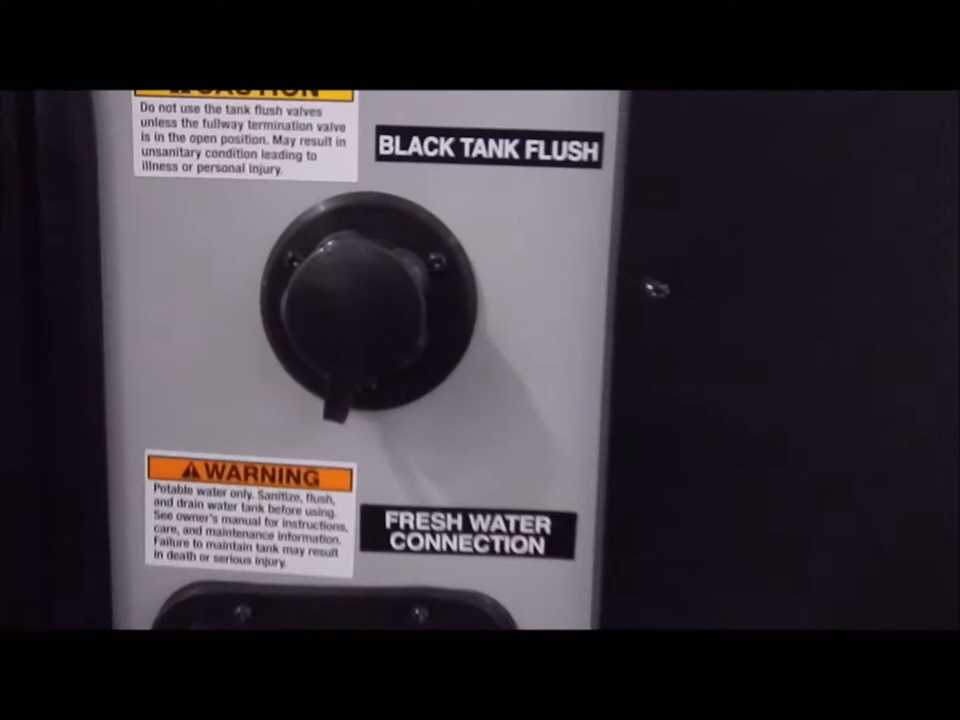 CAUTION
Do not use the tank flush valves
unless the fullway termination valve
is in the open position. May result in
unsanitary condition leading to
illness or personal injury.
BLACK TANK FLUSH
WARNING
Potable water only. Sanitize, flush,
and drain water tank before using.
See owner's manual for instructions,
care, and maintenance information.
Failure to maintain tank may result
in death or serious injury.
FRESH WATER
CONNECTION